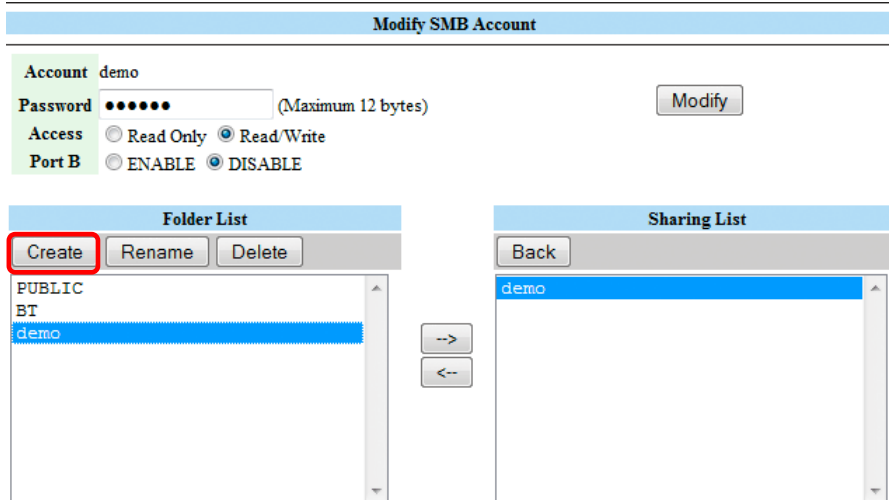 Modify SMB Account
Account demo
Password ●●●●●● (Maximum 12 bytes)
Modify
Access Read Only Read/Write
Port B ENABLE DISABLE
Folder List
Create Rename Delete
PUBLIC
BT
demo
-->
<--
Sharing List
Back
demo